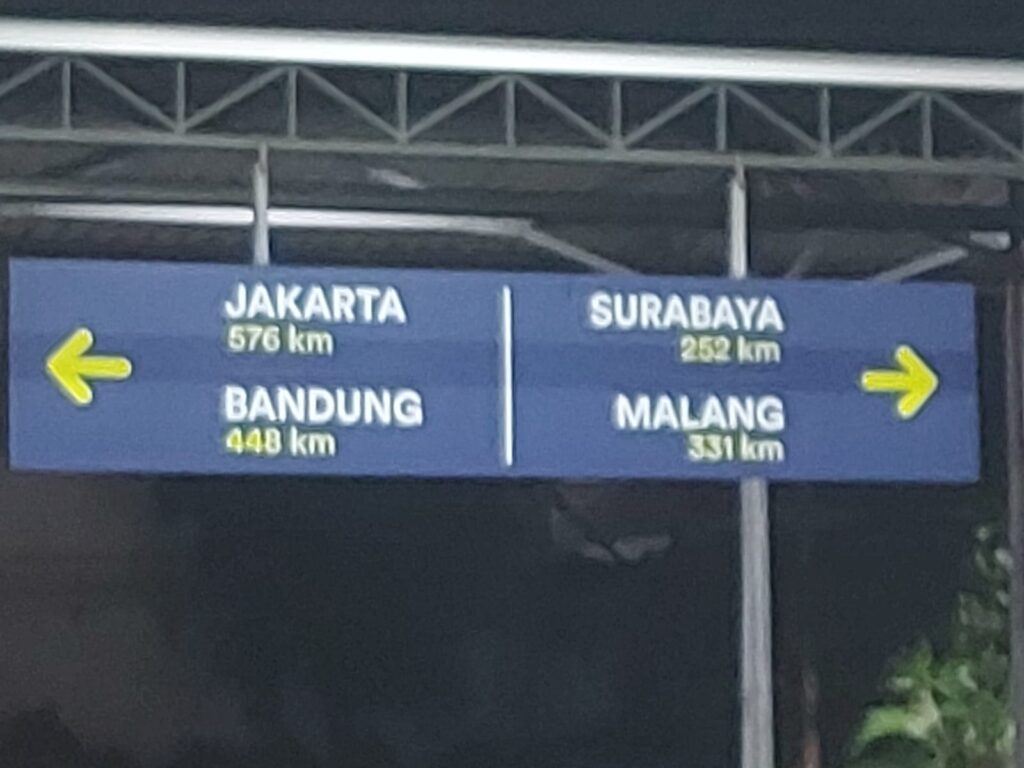 JAKARTA
576 km
BANDUNG
448 km
SURABAYA
252 km
MALANG
331 km